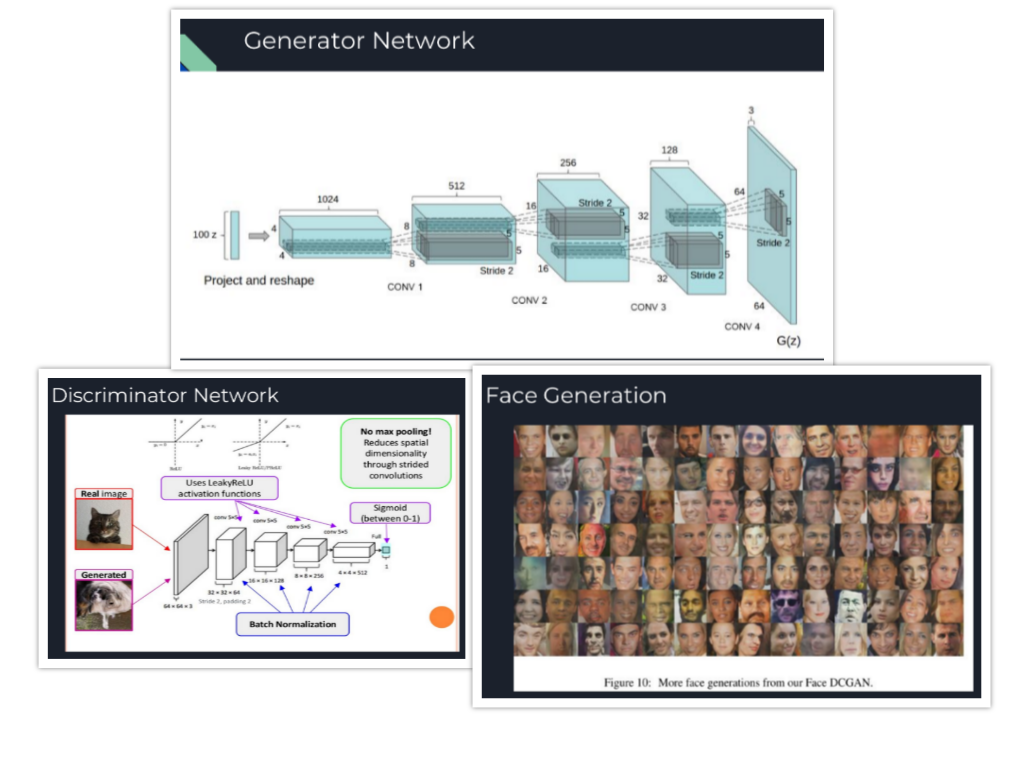 Generator Network
3
128
256
512
1024
64
5
5
Stride 2
16
Stride 2
5
5
32
8
5
5
5
5
100 z
4
4
8
Stride 2
16
32
Stride 2
64
Project and reshape
CONV 1
CONV 2
CONV 3
CONV 4
G(z)
Discriminator Network
ReLU
Leaky ReLU/PReLU
No max pooling!
Reduces spatial
dimensionality
through strided
convolutions
Uses LeakyReLU
activation functions
Real image
Sigmoid
(between 0-1)
conv 5×5
conv 5×5
conv 5×5
conv 5×5
Full
1
Generated
64 × 64 × 3
32 × 32 × 64
16 × 16 × 128
8 × 8 × 256
4 × 4 × 512
Stride 2, padding 2
Batch Normalization
Face Generation
Figure 10: More face generations from our Face DCGAN.